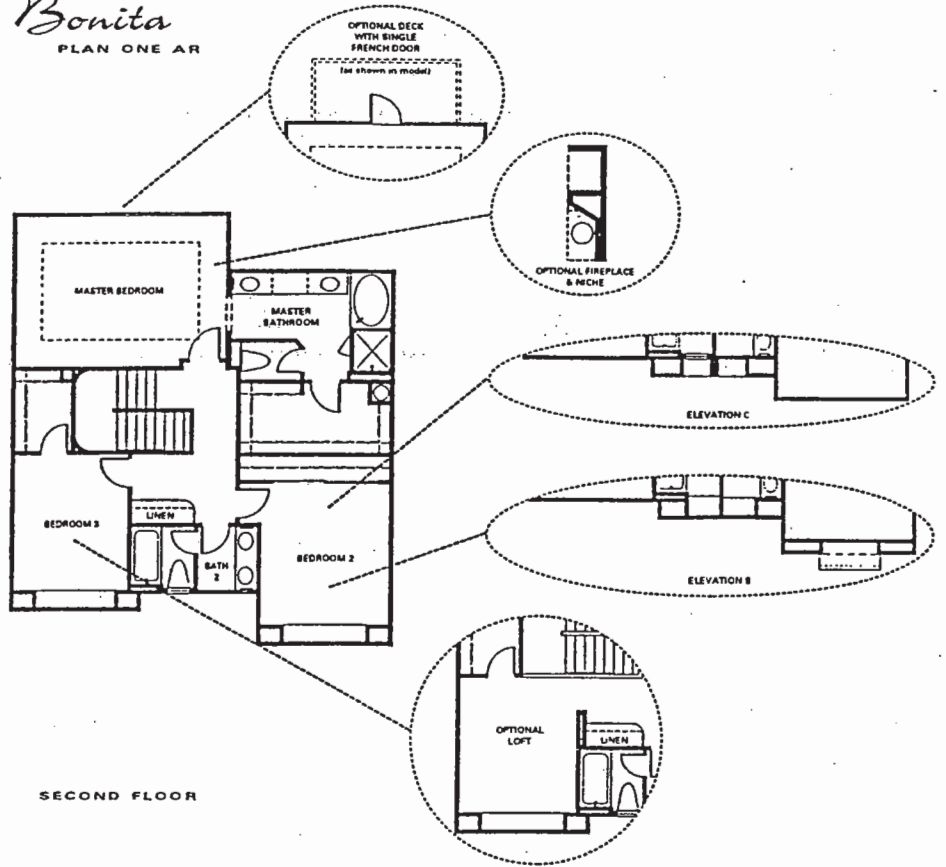 Bonita
PLAN ONE AR
OPTIONAL DECK
WITH SINGLE
FRENCH DOOR
(as shown in model)
OPTIONAL FIREPLACE
& NICHE
MASTER BEDROOM
MASTER
BATHROOM
ELEVATION C
BEDROOM 3
LINEN
BATH
2
BEDROOM 2
ELEVATION B
OPTIONAL
LOFT
LINEN
SECOND FLOOR